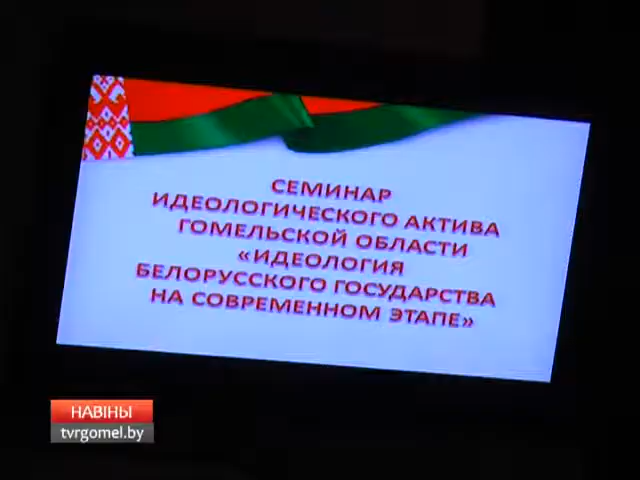 СЕМИНАР
ИДЕОЛОГИЧЕСКОГО АКТИВА
ГОМЕЛЬСКОЙ ОБЛАСТИ
«ИДЕОЛОГИЯ
БЕЛОРУССКОГО ГОСУДАРСТВА
НА СОВРЕМЕННОМ ЭТАПЕ»
НАВІНЫ
tvrgomel.by